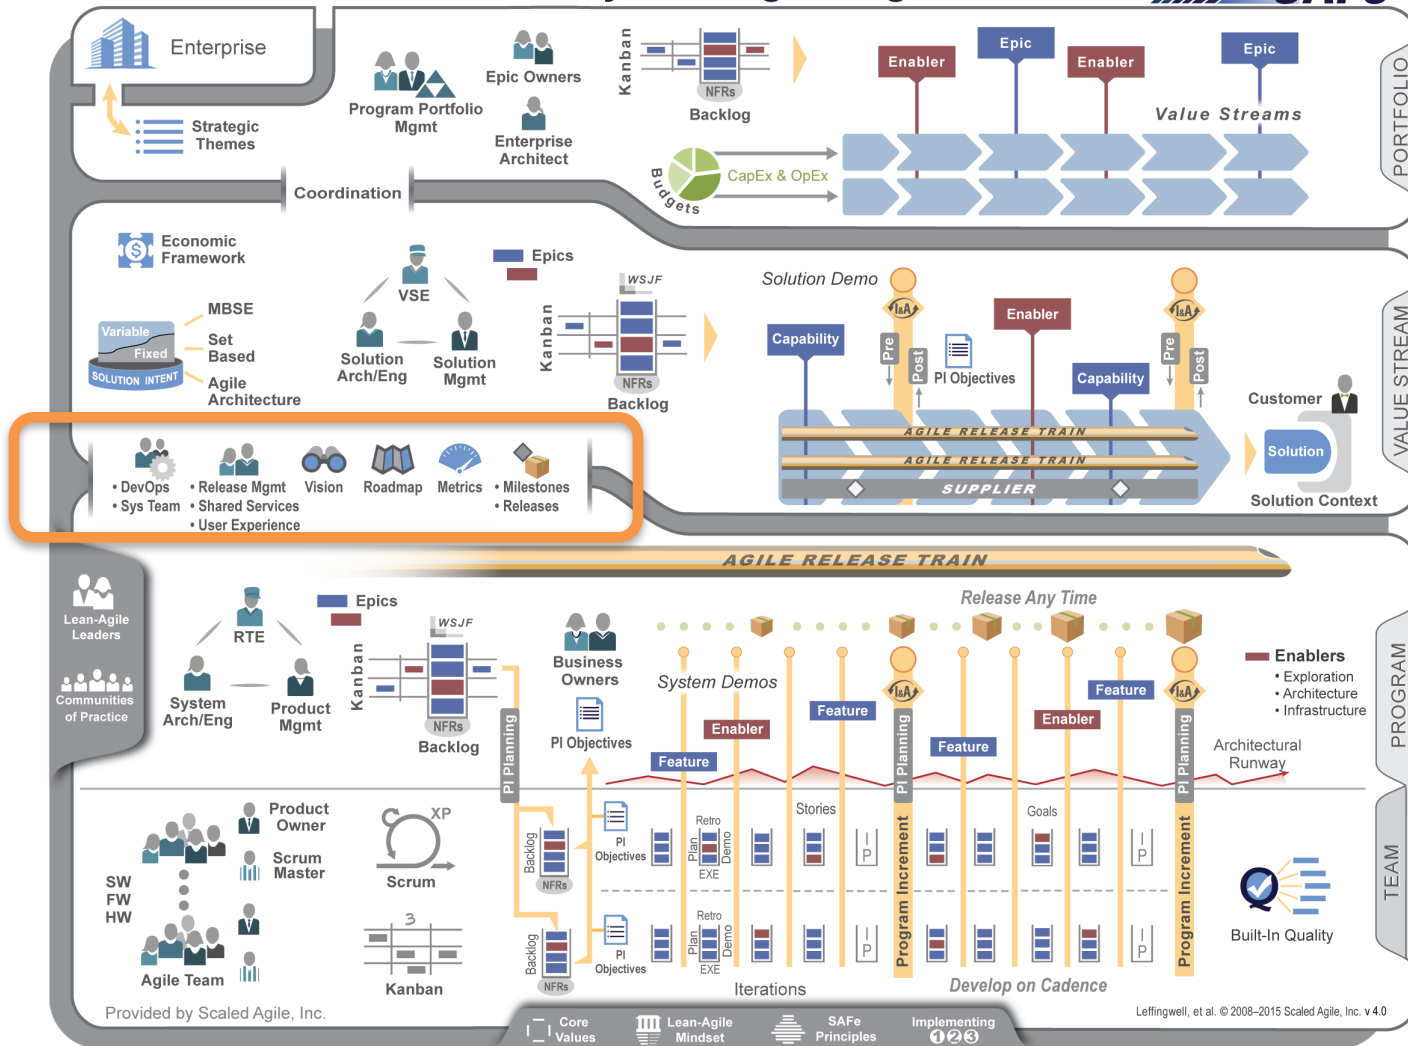 Enterprise
Strategic
Themes
Program Portfolio
Mgmt
Epic Owners
Enterprise
Architect
Kanban
NFRs
Backlog
Budgets
CapEx & OpEx
Enabler
Epic
Enabler
Epic
Value Streams
PORTFOLIO
Coordination
Economic
Framework
MBSE
Set
Based
Agile
Architecture
Variable
Fixed
SOLUTION INTENT
VSE
Solution
Arch/Eng
Solution
Mgmt
Epics
WSJF
Kanban
NFRs
Backlog
Solution Demo
I&A
I&A
Capability
Pre
Post
PI Objectives
Enabler
Capability
Pre
Post
AGILE RELEASE TRAIN
AGILE RELEASE TRAIN
SUPPLIER
Customer
Solution
Solution Context
VALUE STREAM
• DevOps
• Sys Team
• Release Mgmt
• Shared Services
• User Experience
Vision
Roadmap
Metrics
• Milestones
• Releases
AGILE RELEASE TRAIN
Lean-Agile
Leaders
Communities
of Practice
RTE
System
Arch/Eng
Product
Mgmt
Epics
WSJF
Kanban
NFRs
Backlog
PI Planning
Business
Owners
PI Objectives
Release Any Time
System Demos
Feature
Enabler
Feature
I&A
PI Planning
Feature
Enabler
Feature
I&A
PI Planning
Enablers
• Exploration
• Architecture
• Infrastructure
Architectural
Runway
PROGRAM
Product
Owner
Scrum
Master
SW
FW
HW
Agile Team
XP
Scrum
3
Kanban
Backlog
NFRs
PI
Objectives
Retro
Plan
Demo
EXE
Stories
I
P
Program Increment
Goals
I
P
Program Increment
Backlog
NFRs
PI
Objectives
Retro
Plan
Demo
EXE
I
P
I
P
Iterations
Develop on Cadence
Built-In Quality
TEAM
Provided by Scaled Agile, Inc.
Core
Values
Lean-Agile
Mindset
SAFe
Principles
Implementing
1 2 3
Leffingwell, et al. © 2008–2015 Scaled Agile, Inc. v 4.0